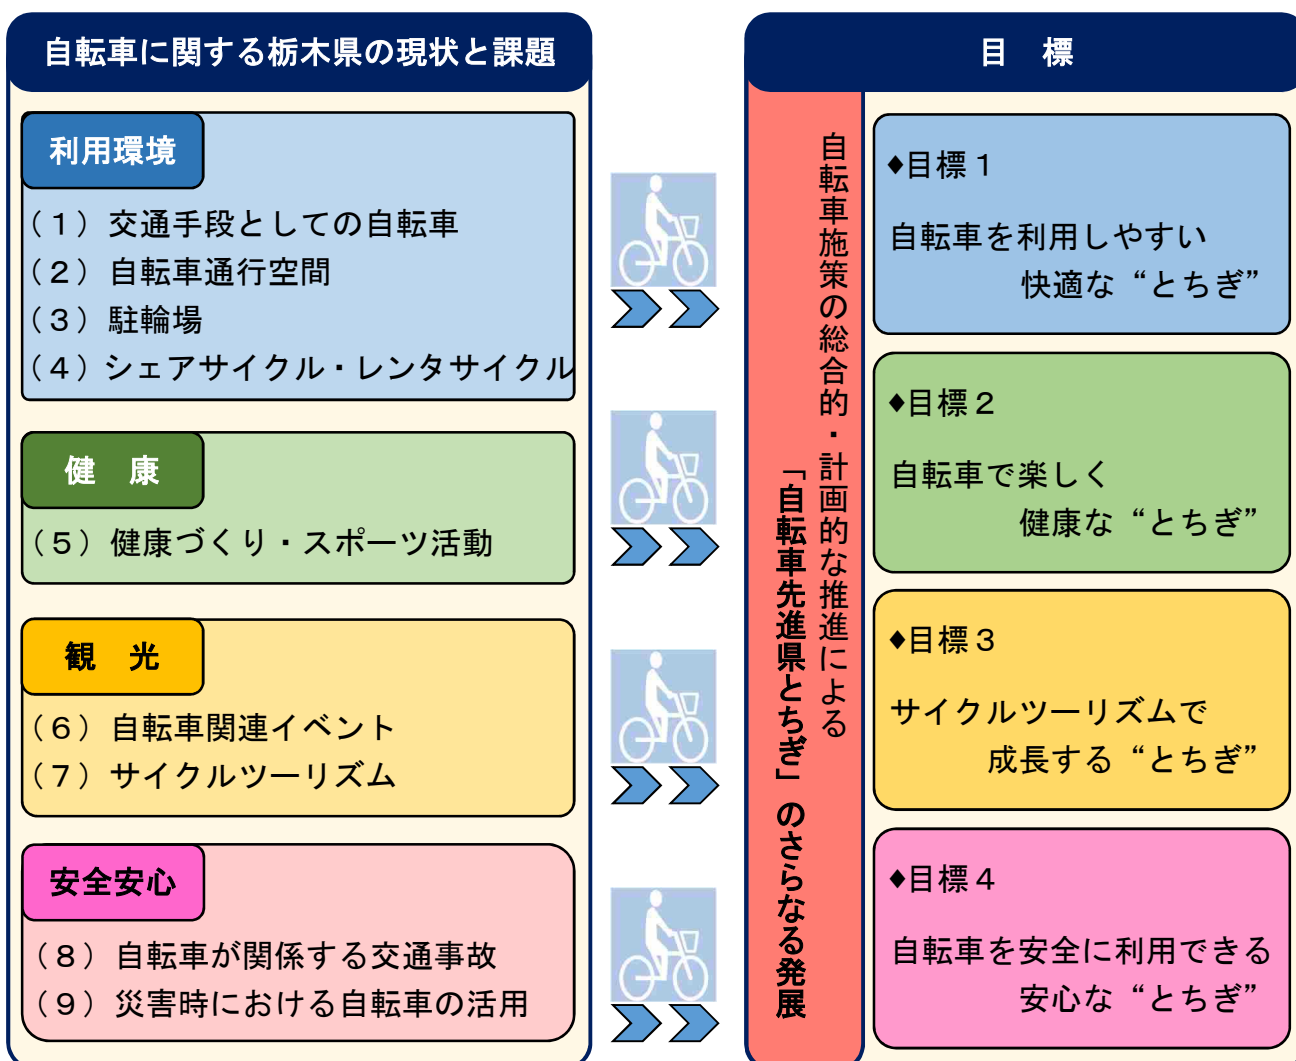 自転車に関する栃木県の現状と課題
利用環境
（１）交通手段としての自転車
（２）自転車通行空間
（３）駐輪場
（４）シェアサイクル・レンタサイクル
健　康
（５）健康づくり・スポーツ活動
観　光
（６）自転車関連イベント
（７）サイクルツーリズム
安全安心
（８）自転車が関係する交通事故
（９）災害時における自転車の活用
目　標
自転車施策の総合的・計画的な推進による
「自転車先進県とちぎ」のさらなる発展
♦目標１
自転車を利用しやすい
快適な“とちぎ”
♦目標２
自転車で楽しく
健康な“とちぎ”
♦目標３
サイクルツーリズムで
成長する“とちぎ”
♦目標４
自転車を安全に利用できる
安心な“とちぎ”